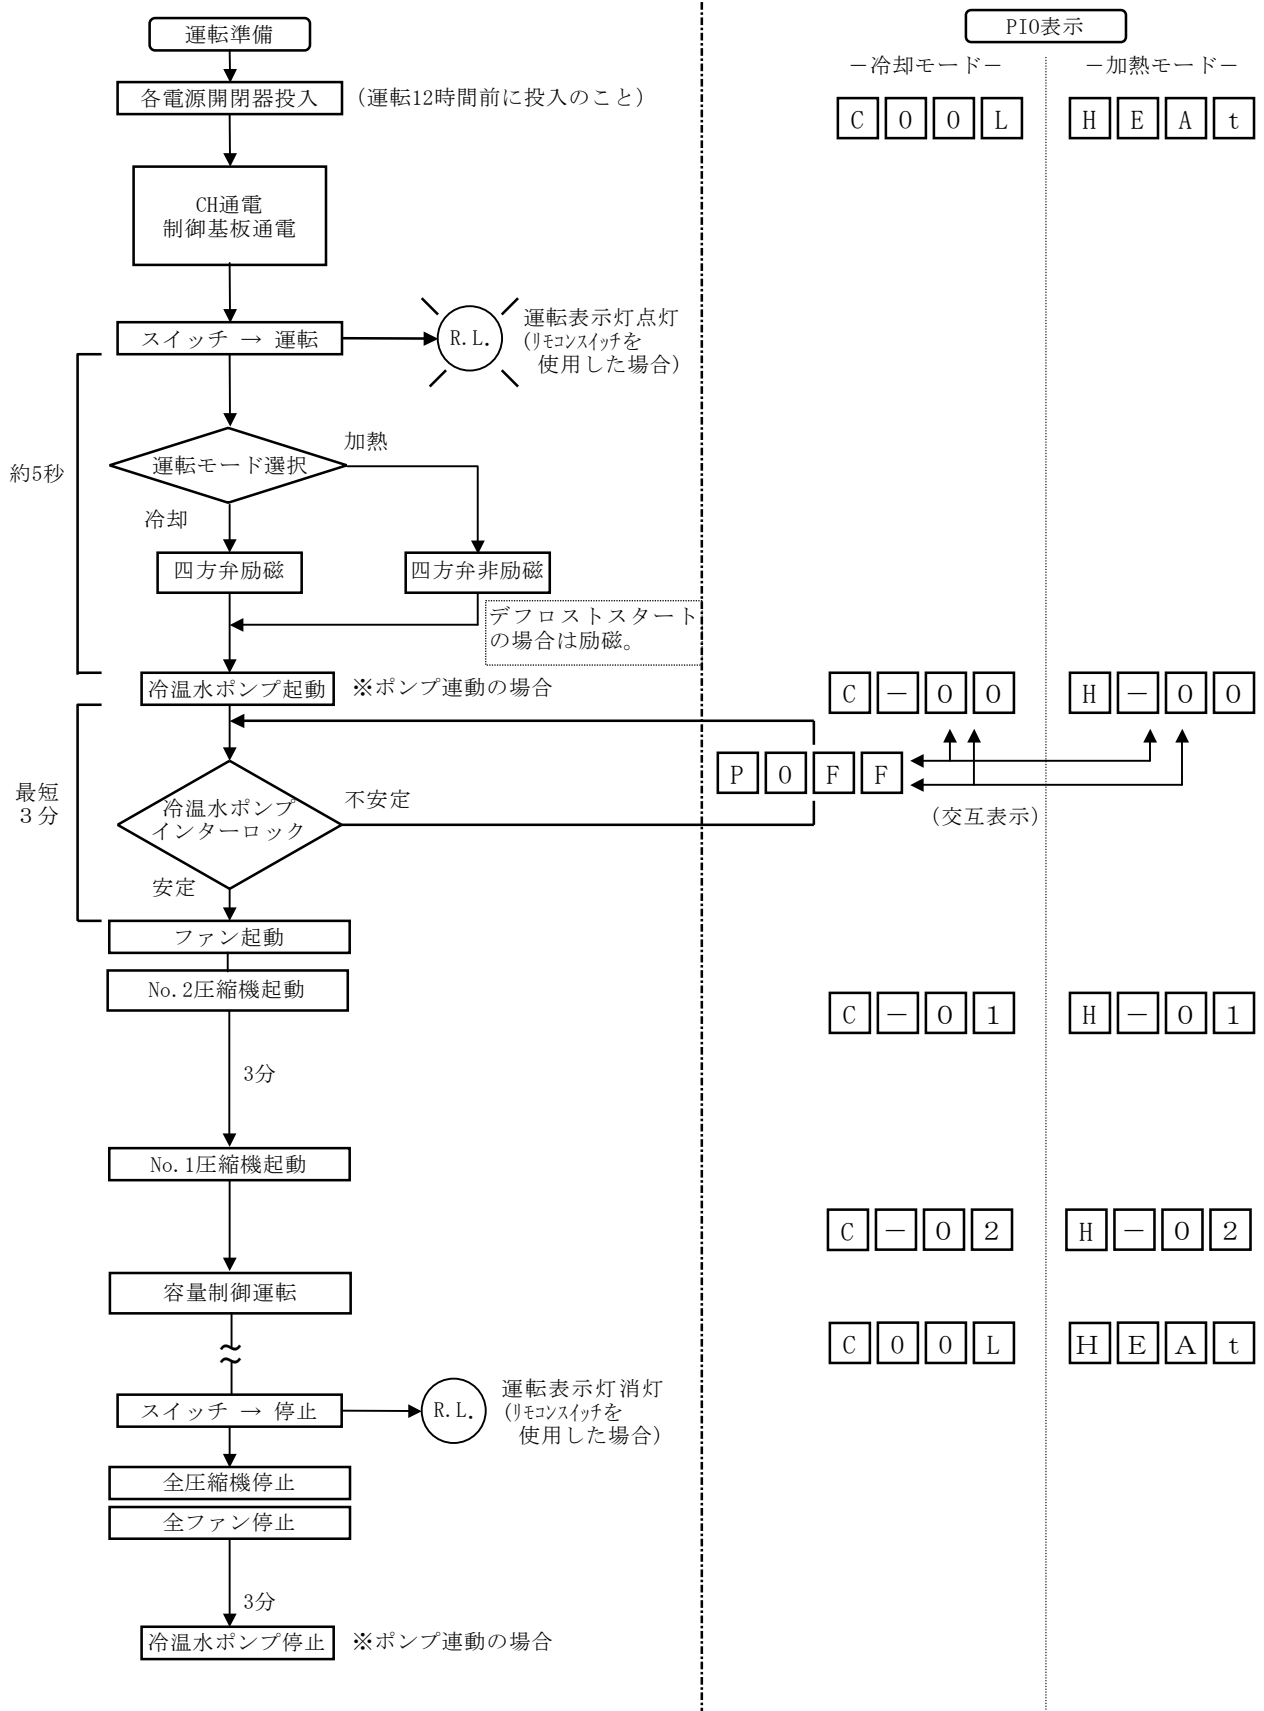 運転準備
PIO表示
－冷却モード－
－加熱モード－
各電源開閉器投入
(運転12時間前に投入のこと)
C O O L
H E A t
CH通電
制御基板通電
スイッチ → 運転
R.L.
運転表示灯点灯
(ﾘﾓｺﾝｽｲｯﾁを
使用した場合)
約5秒
運転モード選択
加熱
冷却
四方弁励磁
四方弁非励磁
デフロストスタート
の場合は励磁。
冷温水ポンプ起動
※ポンプ連動の場合
C － 0 0
H － 0 0
P O F F
(交互表示)
最短
３分
冷温水ポンプ
インターロック
不安定
安定
ファン起動
No.2圧縮機起動
C － 0 1
H － 0 1
3分
No.1圧縮機起動
C － 0 2
H － 0 2
容量制御運転
C O O L
H E A t
スイッチ → 停止
R.L.
運転表示灯消灯
(ﾘﾓｺﾝｽｲｯﾁを
使用した場合)
全圧縮機停止
全ファン停止
3分
冷温水ポンプ停止
※ポンプ連動の場合